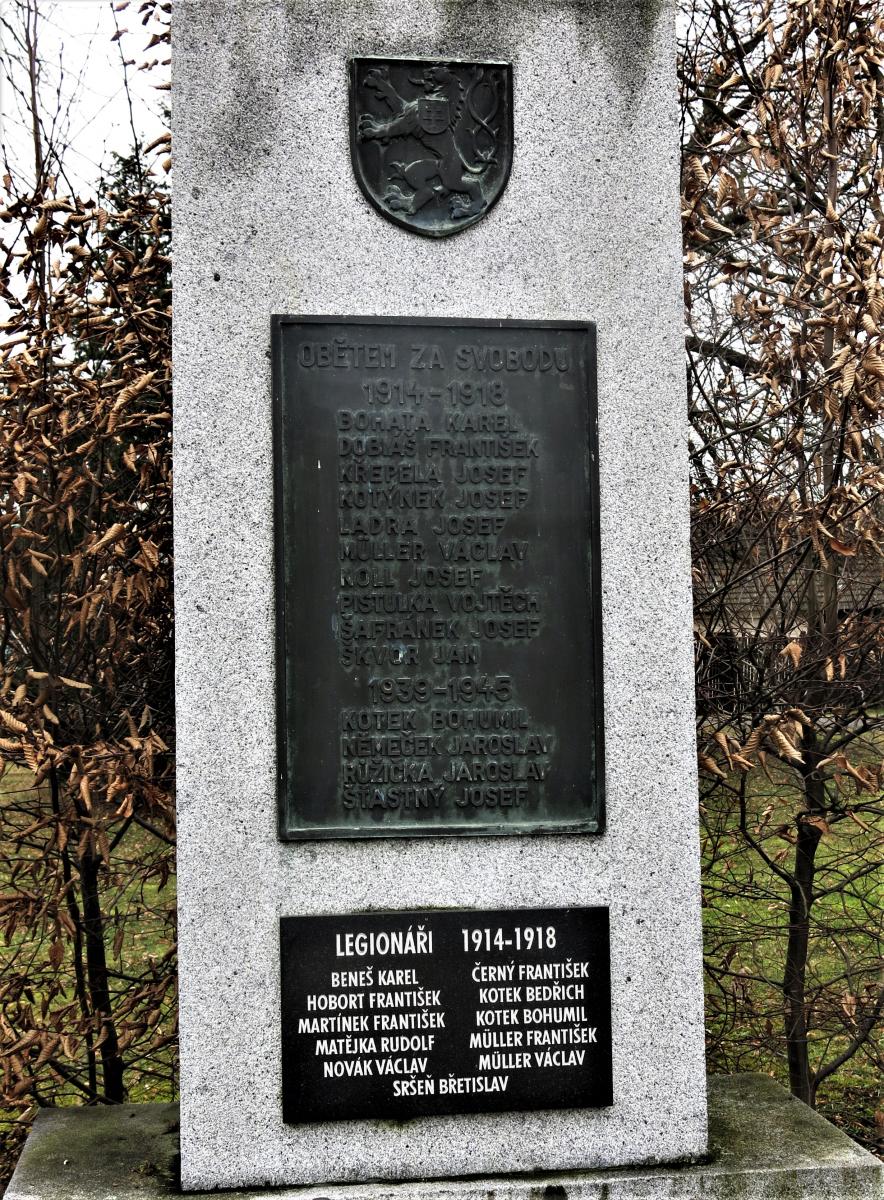 OBĚTEM ZA SVOBODU
1914-1918
BOHATA KAREL
DOBIÁŠ FRANTIŠEK
KŘEPELA JOSEF
KOTÝNEK JOSEF
LADRA JOSEF
MÜLLER VÁCLAV
NOLL JOSEF
PISTULKA VOJTĚCH
ŠAFRÁNEK JOSEF
ŠKVOR JAN
1939-1945
KOTEK BOHUMIL
NĚMEČEK JAROSLAV
RŮŽIČKA JAROSLAV
ŠŤASTNÝ JOSEF
LEGIONÁŘI 1914-1918
BENEŠ KAREL
HOBORT FRANTIŠEK
MARTÍNEK FRANTIŠEK
MATĚJKA RUDOLF
NOVÁK VÁCLAV
ČERNÝ FRANTIŠEK
KOTEK BEDŘICH
KOTEK BOHUMIL
MÜLLER FRANTIŠEK
MÜLLER VÁCLAV
SRŠEŇ BŘETISLAV